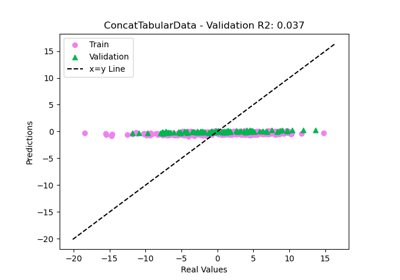 ConcatTabularData - Validation R2: 0.037
Train
Validation
x=y Line
15
10
5
0
−5
−10
−15
−20
Predictions
−20 −15 −10 −5 0 5 10 15
Real Values